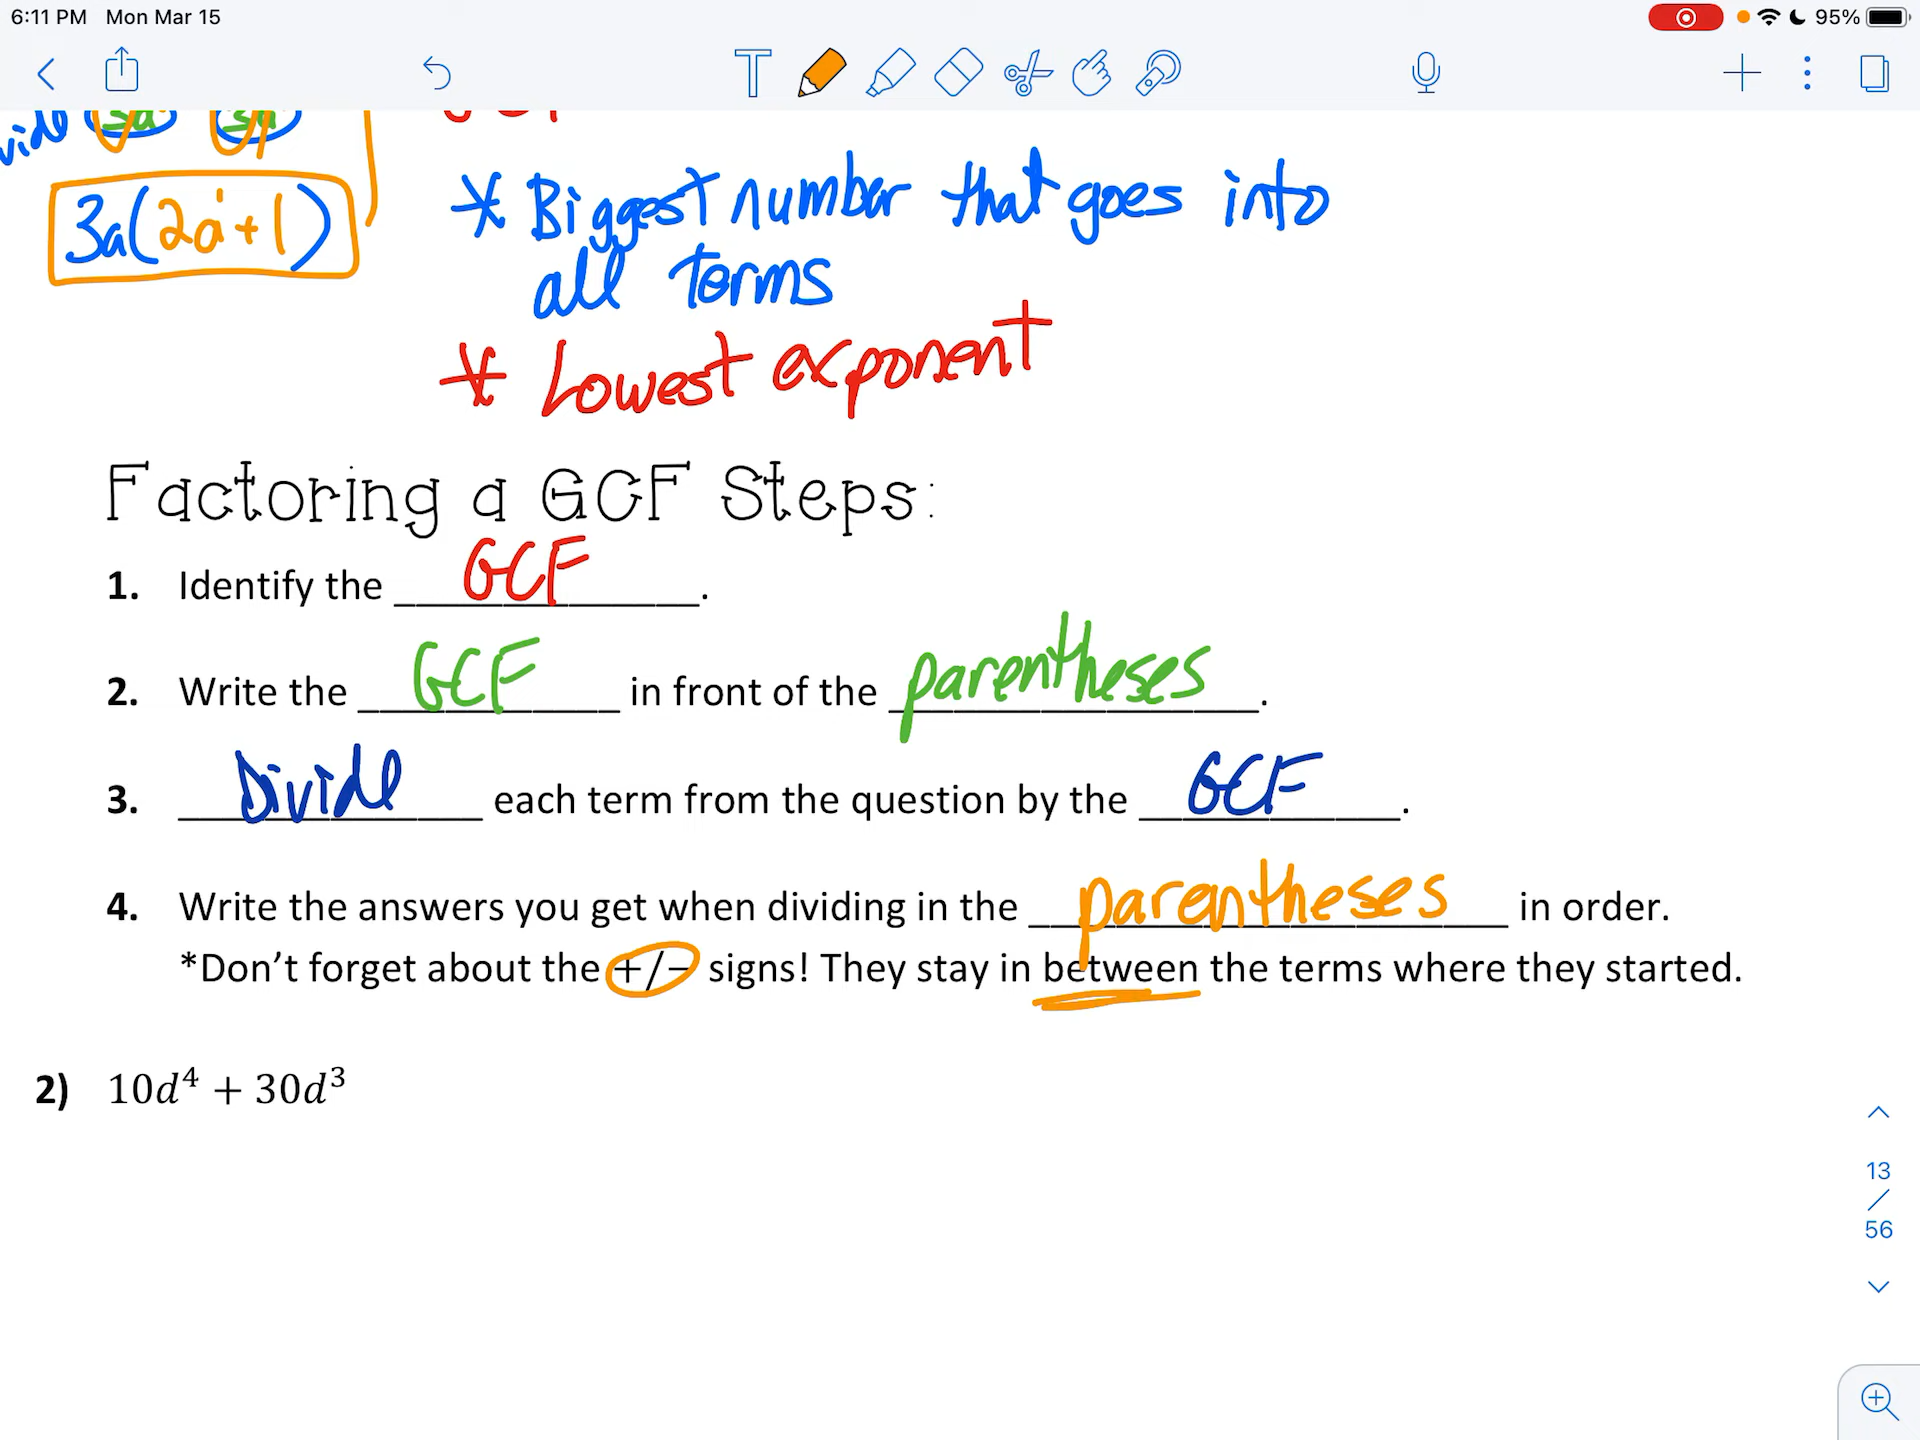 6:11 PM Mon Mar 15 95%
T
3a 3a
GCF
3a(2a+1)
* Biggest number that goes into
all terms
* Lowest exponent
Factoring a GCF Steps:
1. Identify the GCF.
2. Write the GCF in front of the parentheses.
3. Divide each term from the question by the GCF.
4. Write the answers you get when dividing in the parentheses in order.
*Don't forget about the +/− signs! They stay in between the terms where they started.
2) 10d⁴ + 30d³
13
/
56